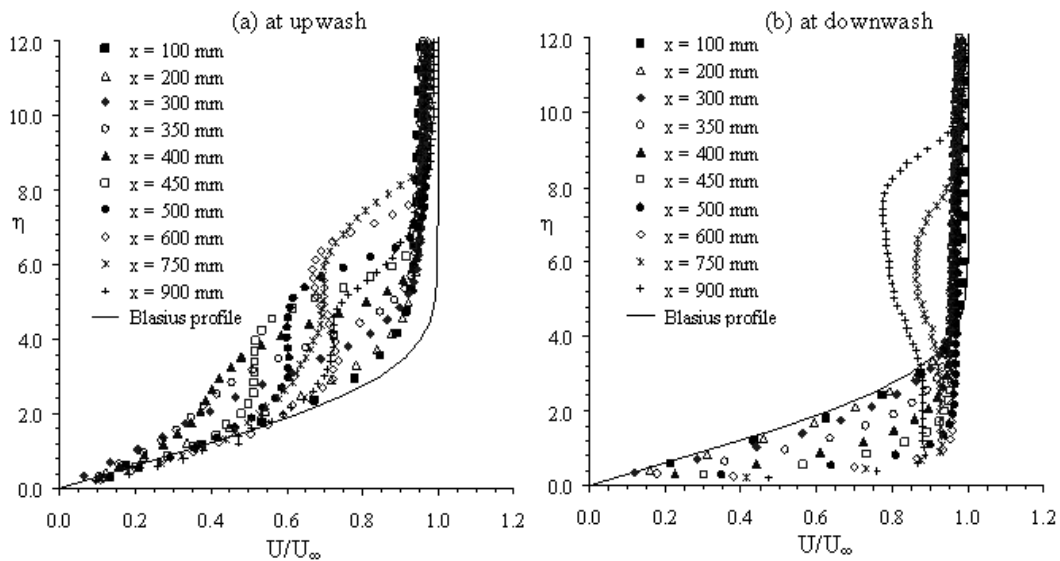 (a) at upwash
12.0
10.0
8.0
η
6.0
4.0
2.0
0.0
x = 100 mm
x = 200 mm
x = 300 mm
x = 350 mm
x = 400 mm
x = 450 mm
x = 500 mm
x = 600 mm
x = 750 mm
x = 900 mm
Blasius profile
0.0 0.2 0.4 0.6 0.8 1.0 1.2
U/U∞
(b) at downwash
12.0
10.0
8.0
η
6.0
4.0
2.0
0.0
x = 100 mm
x = 200 mm
x = 300 mm
x = 350 mm
x = 400 mm
x = 450 mm
x = 500 mm
x = 600 mm
x = 750 mm
x = 900 mm
Blasius profile
0.0 0.2 0.4 0.6 0.8 1.0 1.2
U/U∞